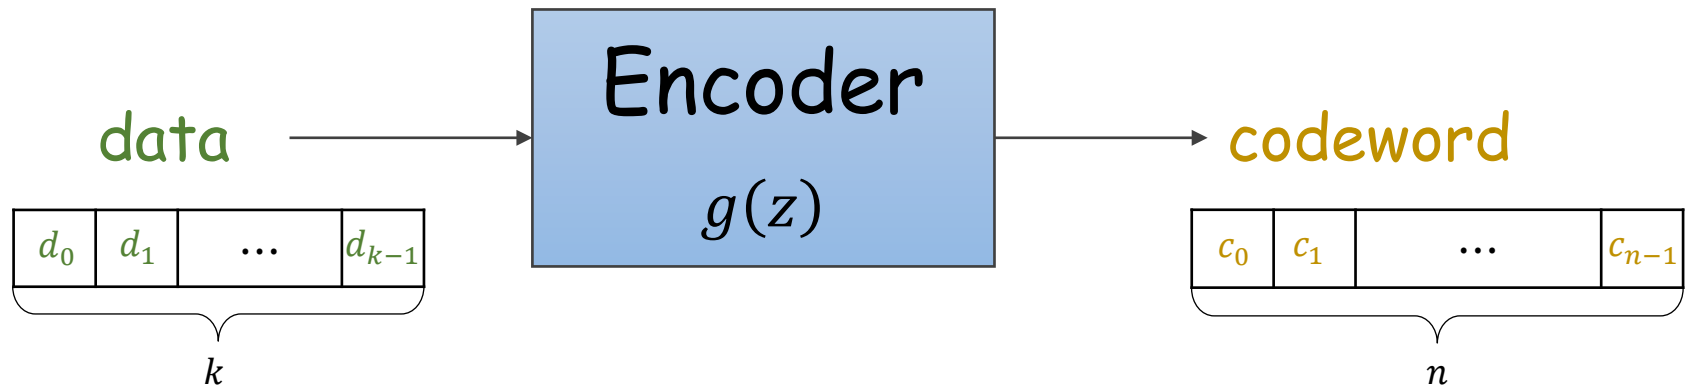 Encoder
g(z)
data
codeword
d₀ d₁ ⋯ dₖ₋₁
c₀ c₁ ⋯ cₙ₋₁
k
n